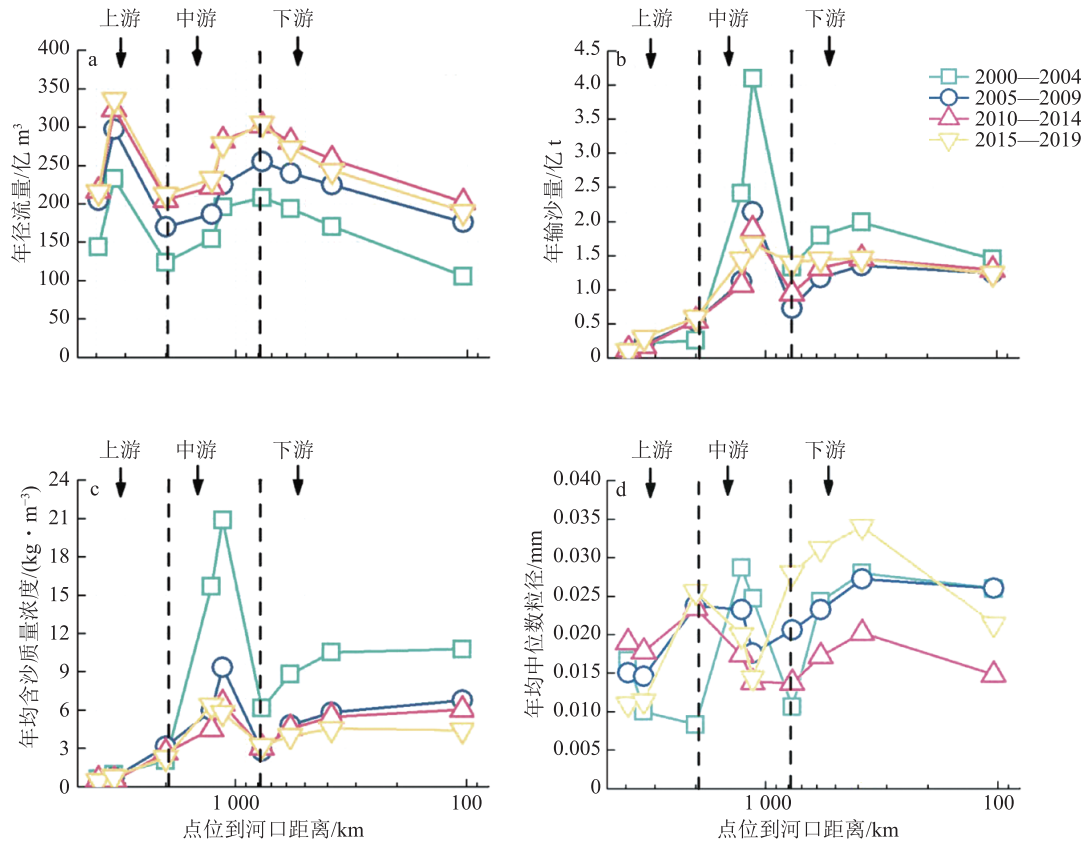 上游 中游 下游
a
400
350
300
250
200
150
100
50
0
年径流量/亿 m³
上游 中游 下游
b
4.5
4.0
3.5
3.0
2.5
2.0
1.5
1.0
0.5
0
年输沙量/亿 t
2000—2004
2005—2009
2010—2014
2015—2019
上游 中游 下游
c
24
21
18
15
12
9
6
3
0
年均含沙质量浓度/(kg·m⁻³)
1 000 100
点位到河口距离/km
上游 中游 下游
d
0.040
0.035
0.030
0.025
0.020
0.015
0.010
0.005
0
年均中位数粒径/mm
1 000 100
点位到河口距离/km